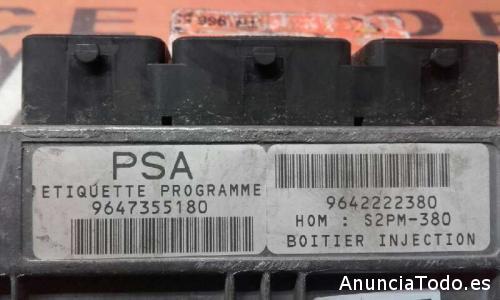 PSA
ETIQUETTE PROGRAMME
9647355180
9642222380
HOM : S2PM-380
BOITIER INJECTION
AnunciaTodo.es